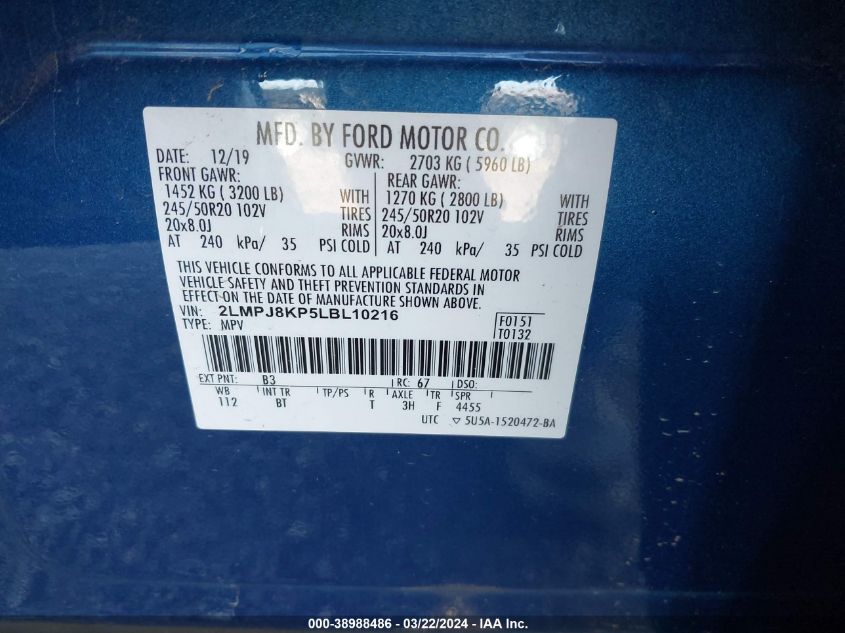 MFD. BY FORD MOTOR CO.
DATE: 12/19 GVWR: 2703 KG ( 5960 LB)
FRONT GAWR: REAR GAWR:
1452 KG ( 3200 LB) WITH 1270 KG ( 2800 LB) WITH
245/50R20 102V TIRES 245/50R20 102V TIRES
20x8.0J RIMS 20x8.0J RIMS
AT 240 kPa/ 35 PSI COLD AT 240 kPa/ 35 PSI COLD
THIS VEHICLE CONFORMS TO ALL APPLICABLE FEDERAL MOTOR
VEHICLE SAFETY AND THEFT PREVENTION STANDARDS IN
EFFECT ON THE DATE OF MANUFACTURE SHOWN ABOVE.
VIN: 2LMPJ8KP5LBL10216 F0151
TYPE: MPV T0132
EXT PNT: B3 RC: 67 DSO:
WB INT TR TP/PS R AXLE TR SPR
112 BT T 3H F 4455
UTC ▽ 5U5A-1520472-BA
000-38988486 - 03/22/2024 - IAA Inc.